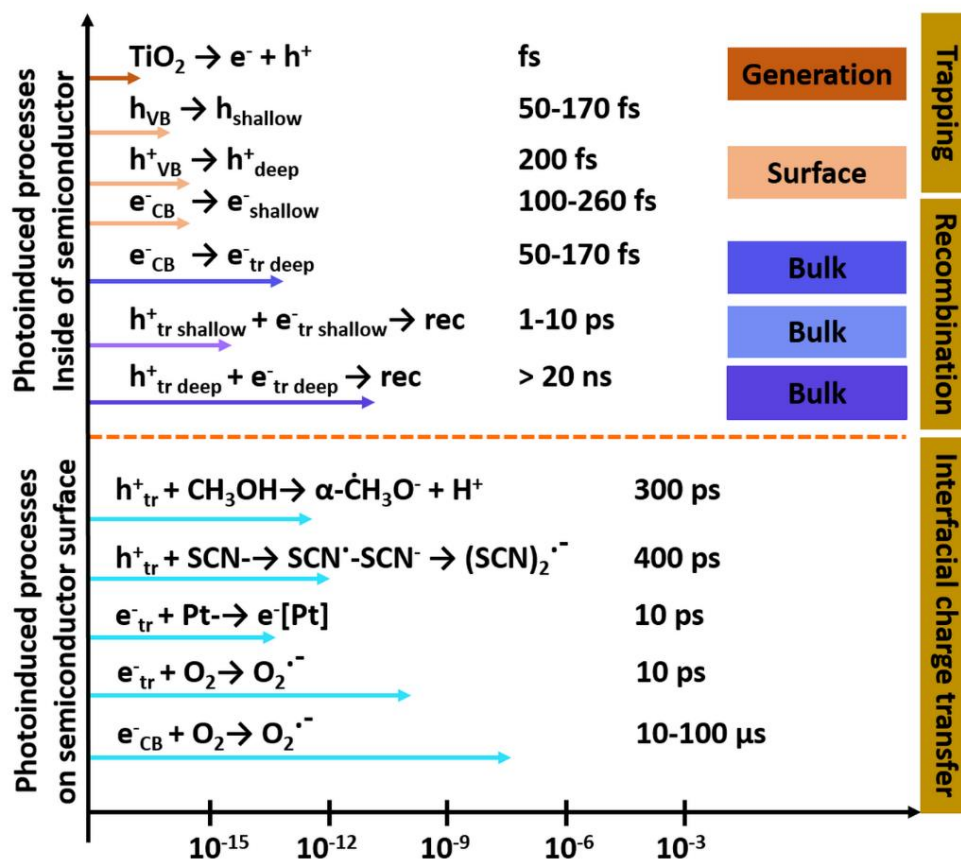 Photoinduced processes
Inside of semiconductor
TiO₂ → e⁻ + h⁺ fs
h_VB → h_shallow 50-170 fs
h⁺_VB → h⁺_deep 200 fs
e⁻_CB → e⁻_shallow 100-260 fs
e⁻_CB → e⁻_tr deep 50-170 fs
h⁺_tr shallow + e⁻_tr shallow → rec 1-10 ps
h⁺_tr deep + e⁻_tr deep → rec > 20 ns
Generation
Surface
Bulk
Bulk
Bulk
Trapping
Recombination
Photoinduced processes
on semiconductor surface
h⁺_tr + CH₃OH → α-ĊH₃O⁻ + H⁺ 300 ps
h⁺_tr + SCN-→ SCN˙-SCN⁻ → (SCN)₂˙⁻ 400 ps
e⁻_tr + Pt-→ e⁻[Pt] 10 ps
e⁻_tr + O₂→ O₂˙⁻ 10 ps
e⁻_CB + O₂→ O₂˙⁻ 10-100 µs
Interfacial charge transfer
10⁻¹⁵ 10⁻¹² 10⁻⁹ 10⁻⁶ 10⁻³